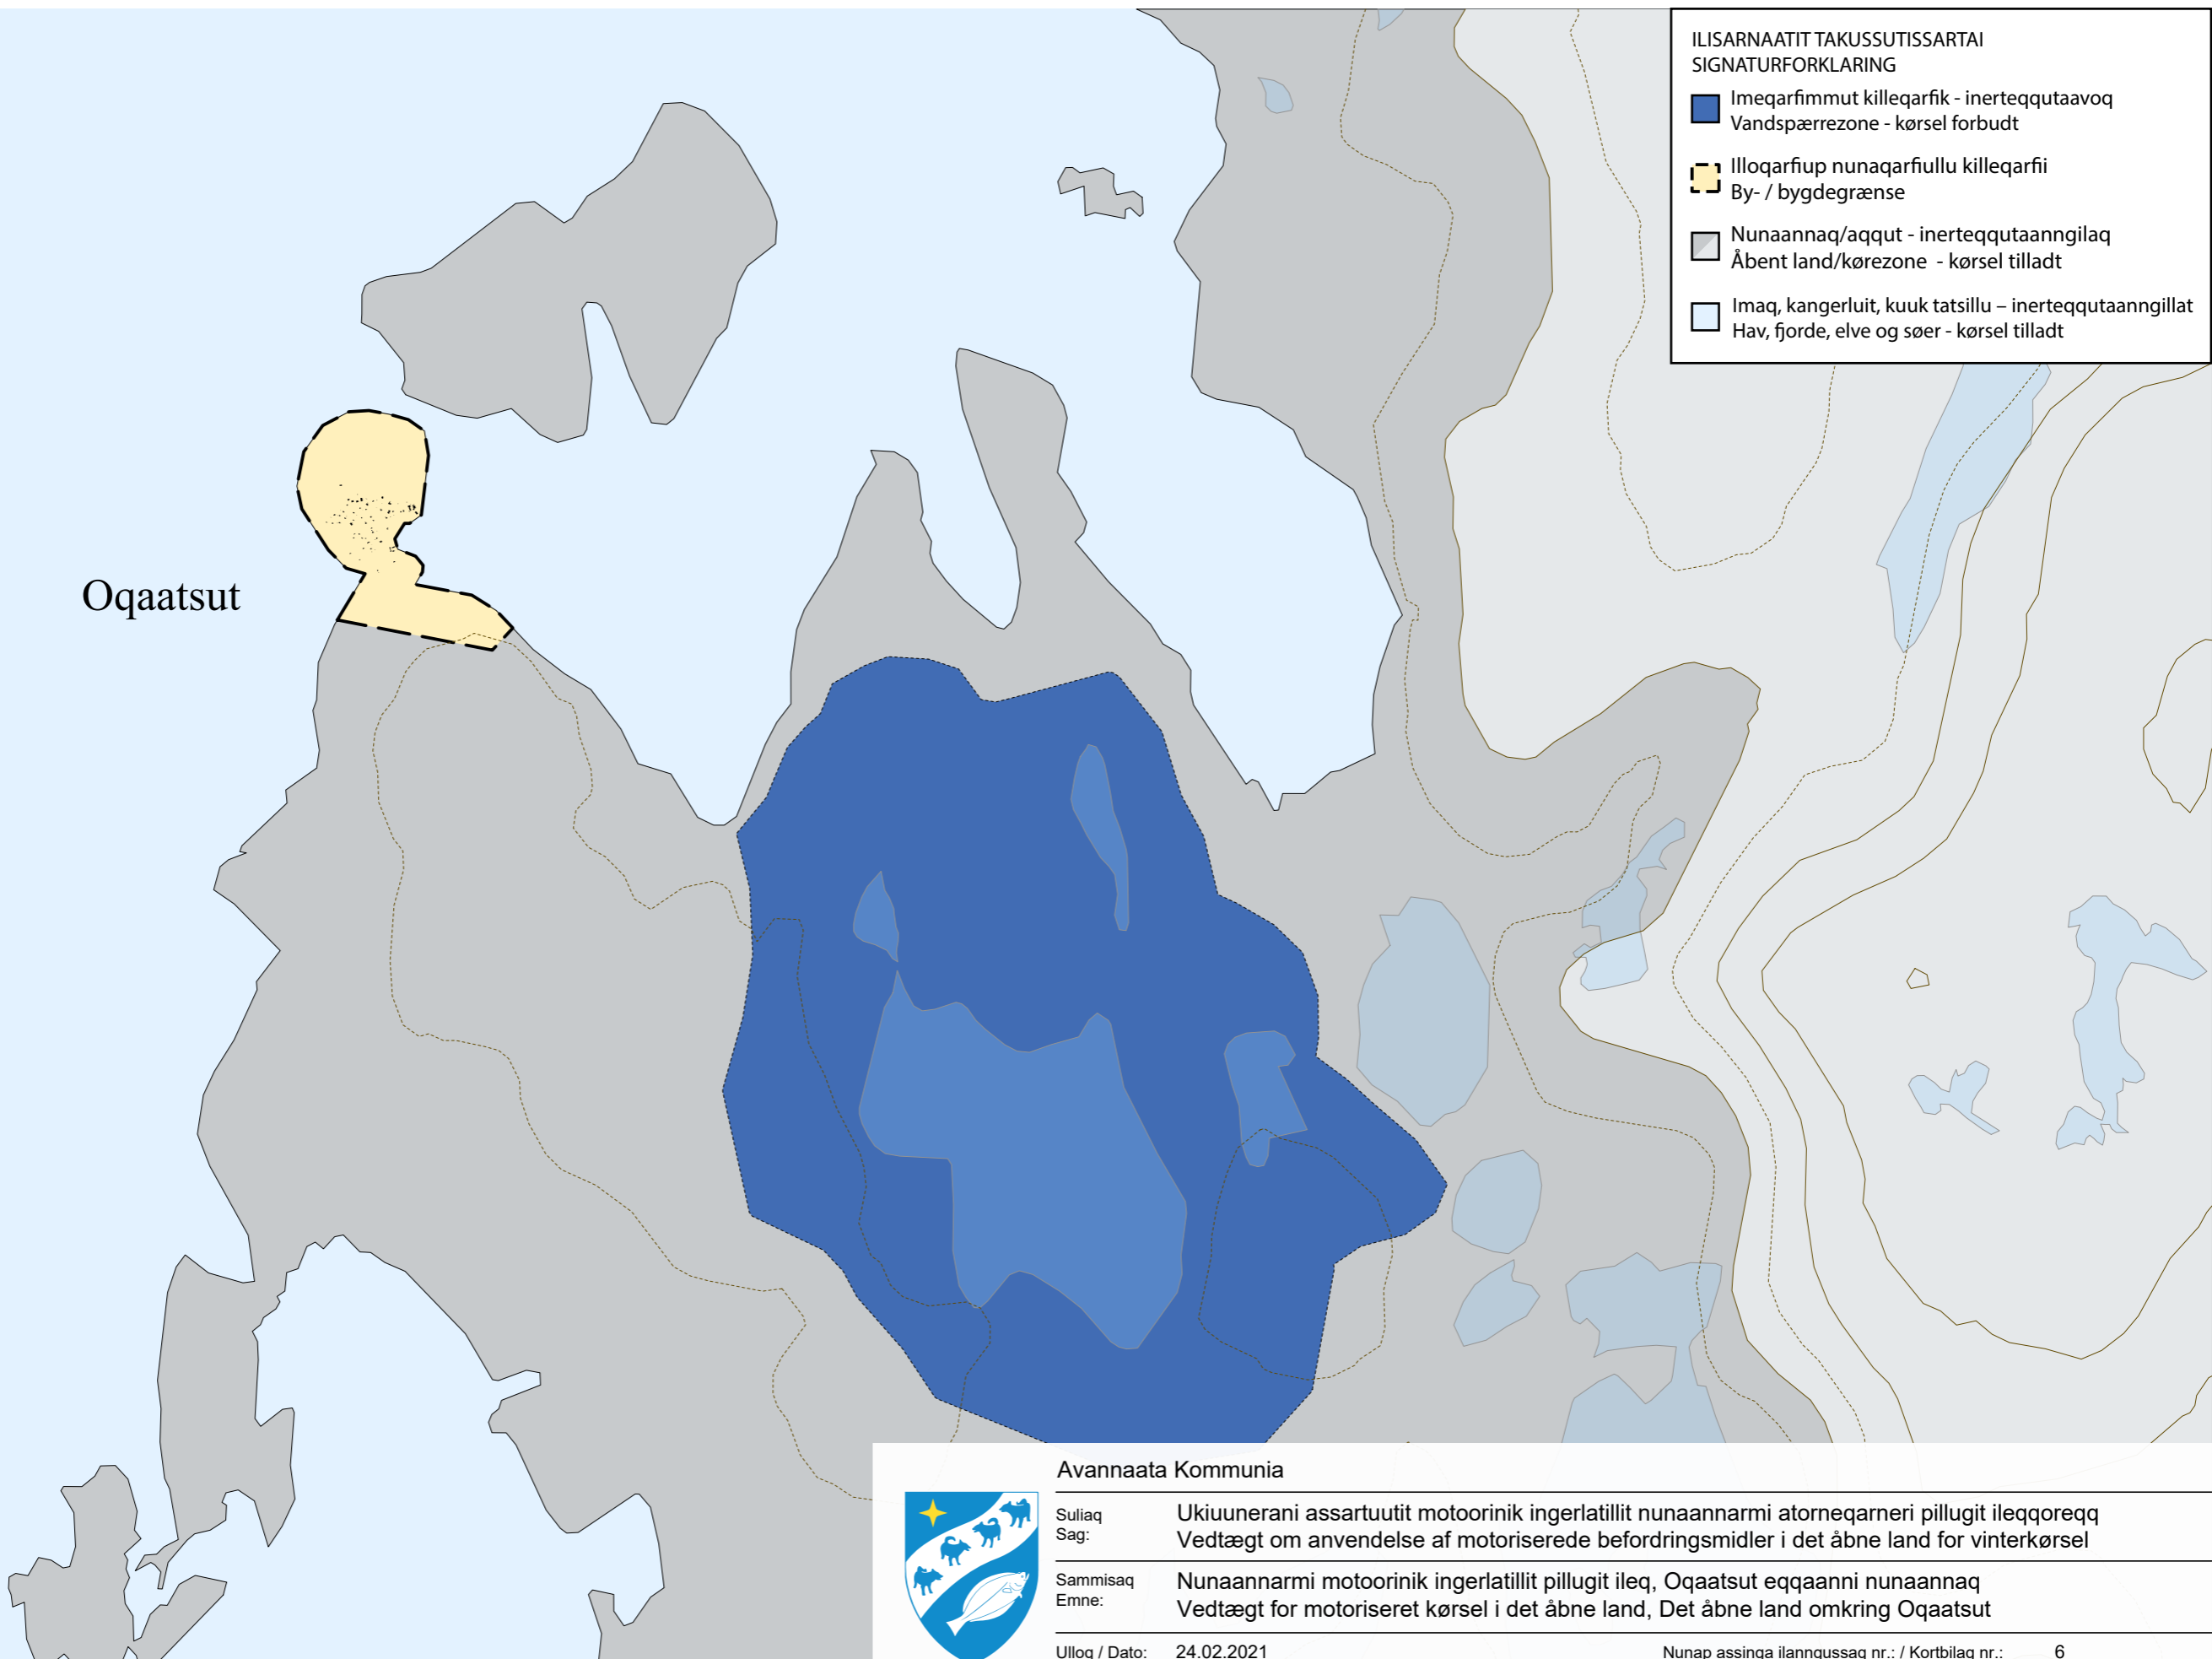 ILISARNAATIT TAKUSSUTISSARTAI
SIGNATURFORKLARING
Imeqarfimmut killeqarfik - inerteqqutaavoq
Vandspærrezone - kørsel forbudt
Illoqarfiup nunaqarfiullu killeqarfii
By- / bygdegrænse
Nunaannaq/aqqut - inerteqqutaanngilaq
Åbent land/kørezone - kørsel tilladt
Imaq, kangerluit, kuuk tatsillu – inerteqqutaanngillat
Hav, fjorde, elve og søer - kørsel tilladt
Oqaatsut
Avannaata Kommunia
Suliaq Ukiuunerani assartuutit motoorinik ingerlatillit nunaannarmi atorneqarneri pillugit ileqqoreqq
Sag: Vedtægt om anvendelse af motoriserede befordringsmidler i det åbne land for vinterkørsel
Sammisaq Nunaannarmi motoorinik ingerlatillit pillugit ileq, Oqaatsut eqqaanni nunaannaq
Emne: Vedtægt for motoriseret kørsel i det åbne land, Det åbne land omkring Oqaatsut
Ulloq / Dato: 24.02.2021 Nunap assinga ilanngussaq nr.: / Kortbilag nr.: 6